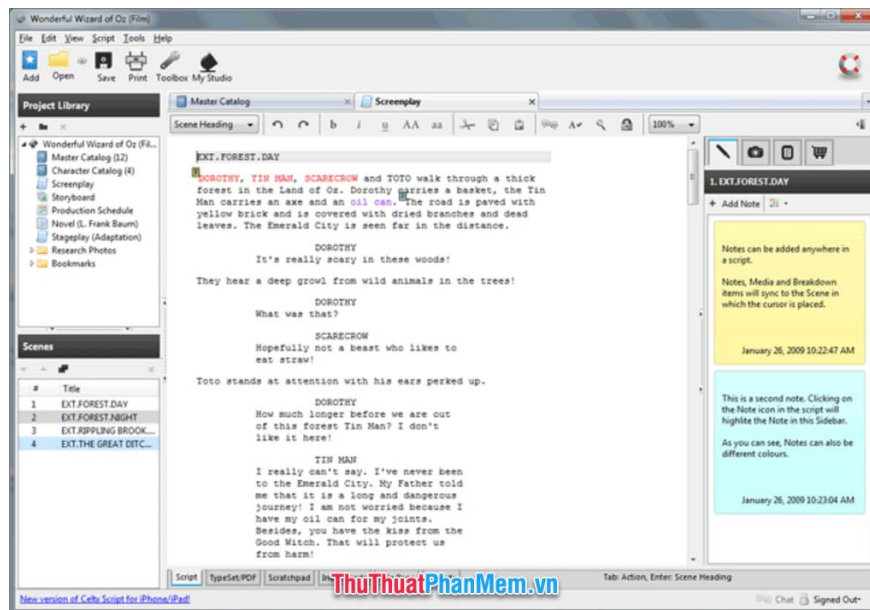 Wonderful Wizard of Oz (Film)
File Edit View Script Tools Help
Add Open Save Print Toolbox My Studio
Project Library
Master Catalog
Screenplay
Scene Heading
b i u AA aa
100%
Wonderful Wizard of Oz (Fil...
Master Catalog (12)
Character Catalog (4)
Screenplay
Storyboard
Production Schedule
Novel (L. Frank Baum)
Stageplay (Adaptation)
Research Photos
Bookmarks
Scenes
# Title
1 EXT.FOREST.DAY
2 EXT.FOREST.NIGHT
3 EXT.RIPPLING BROOK....
4 EXT.THE GREAT DITC...
EXT.FOREST.DAY
DOROTHY, TIN MAN, SCARECROW and TOTO walk through a thick
forest in the Land of Oz. Dorothy carries a basket, the Tin
Man carries an axe and an oil can. The road is paved with
yellow brick and is covered with dried branches and dead
leaves. The Emerald City is seen far in the distance.
DOROTHY
It's really scary in these woods!
They hear a deep growl from wild animals in the trees!
DOROTHY
What was that?
SCARECROW
Hopefully not a beast who likes to
eat straw!
Toto stands at attention with his ears perked up.
DOROTHY
How much longer before we are out
of this forest Tin Man? I don't
like it here!
TIN MAN
I really can't say. I've never been
to the Emerald City. My Father told
me that it is a long and dangerous
journey! I am not worried because I
have my oil can for my joints.
Besides, you have the kiss from the
Good Witch. That will protect us
from harm!
1. EXT.FOREST.DAY
Add Note
Notes can be added anywhere in
a script.
Notes, Media and Breakdown
items will sync to the Scene in
which the cursor is placed.
January 26, 2009 10:22:47 AM
This is a second note. Clicking on
the Note icon in the script will
highlite the Note in this Sidebar.
As you can see, Notes can also be
different colours.
January 26, 2009 10:23:04 AM
Script TypeSet/PDF Scratchpad
Tab: Action, Enter: Scene Heading
ThuThuatPhanMem.vn
New version of Celtx Script for iPhone/iPad!
Chat Signed Out